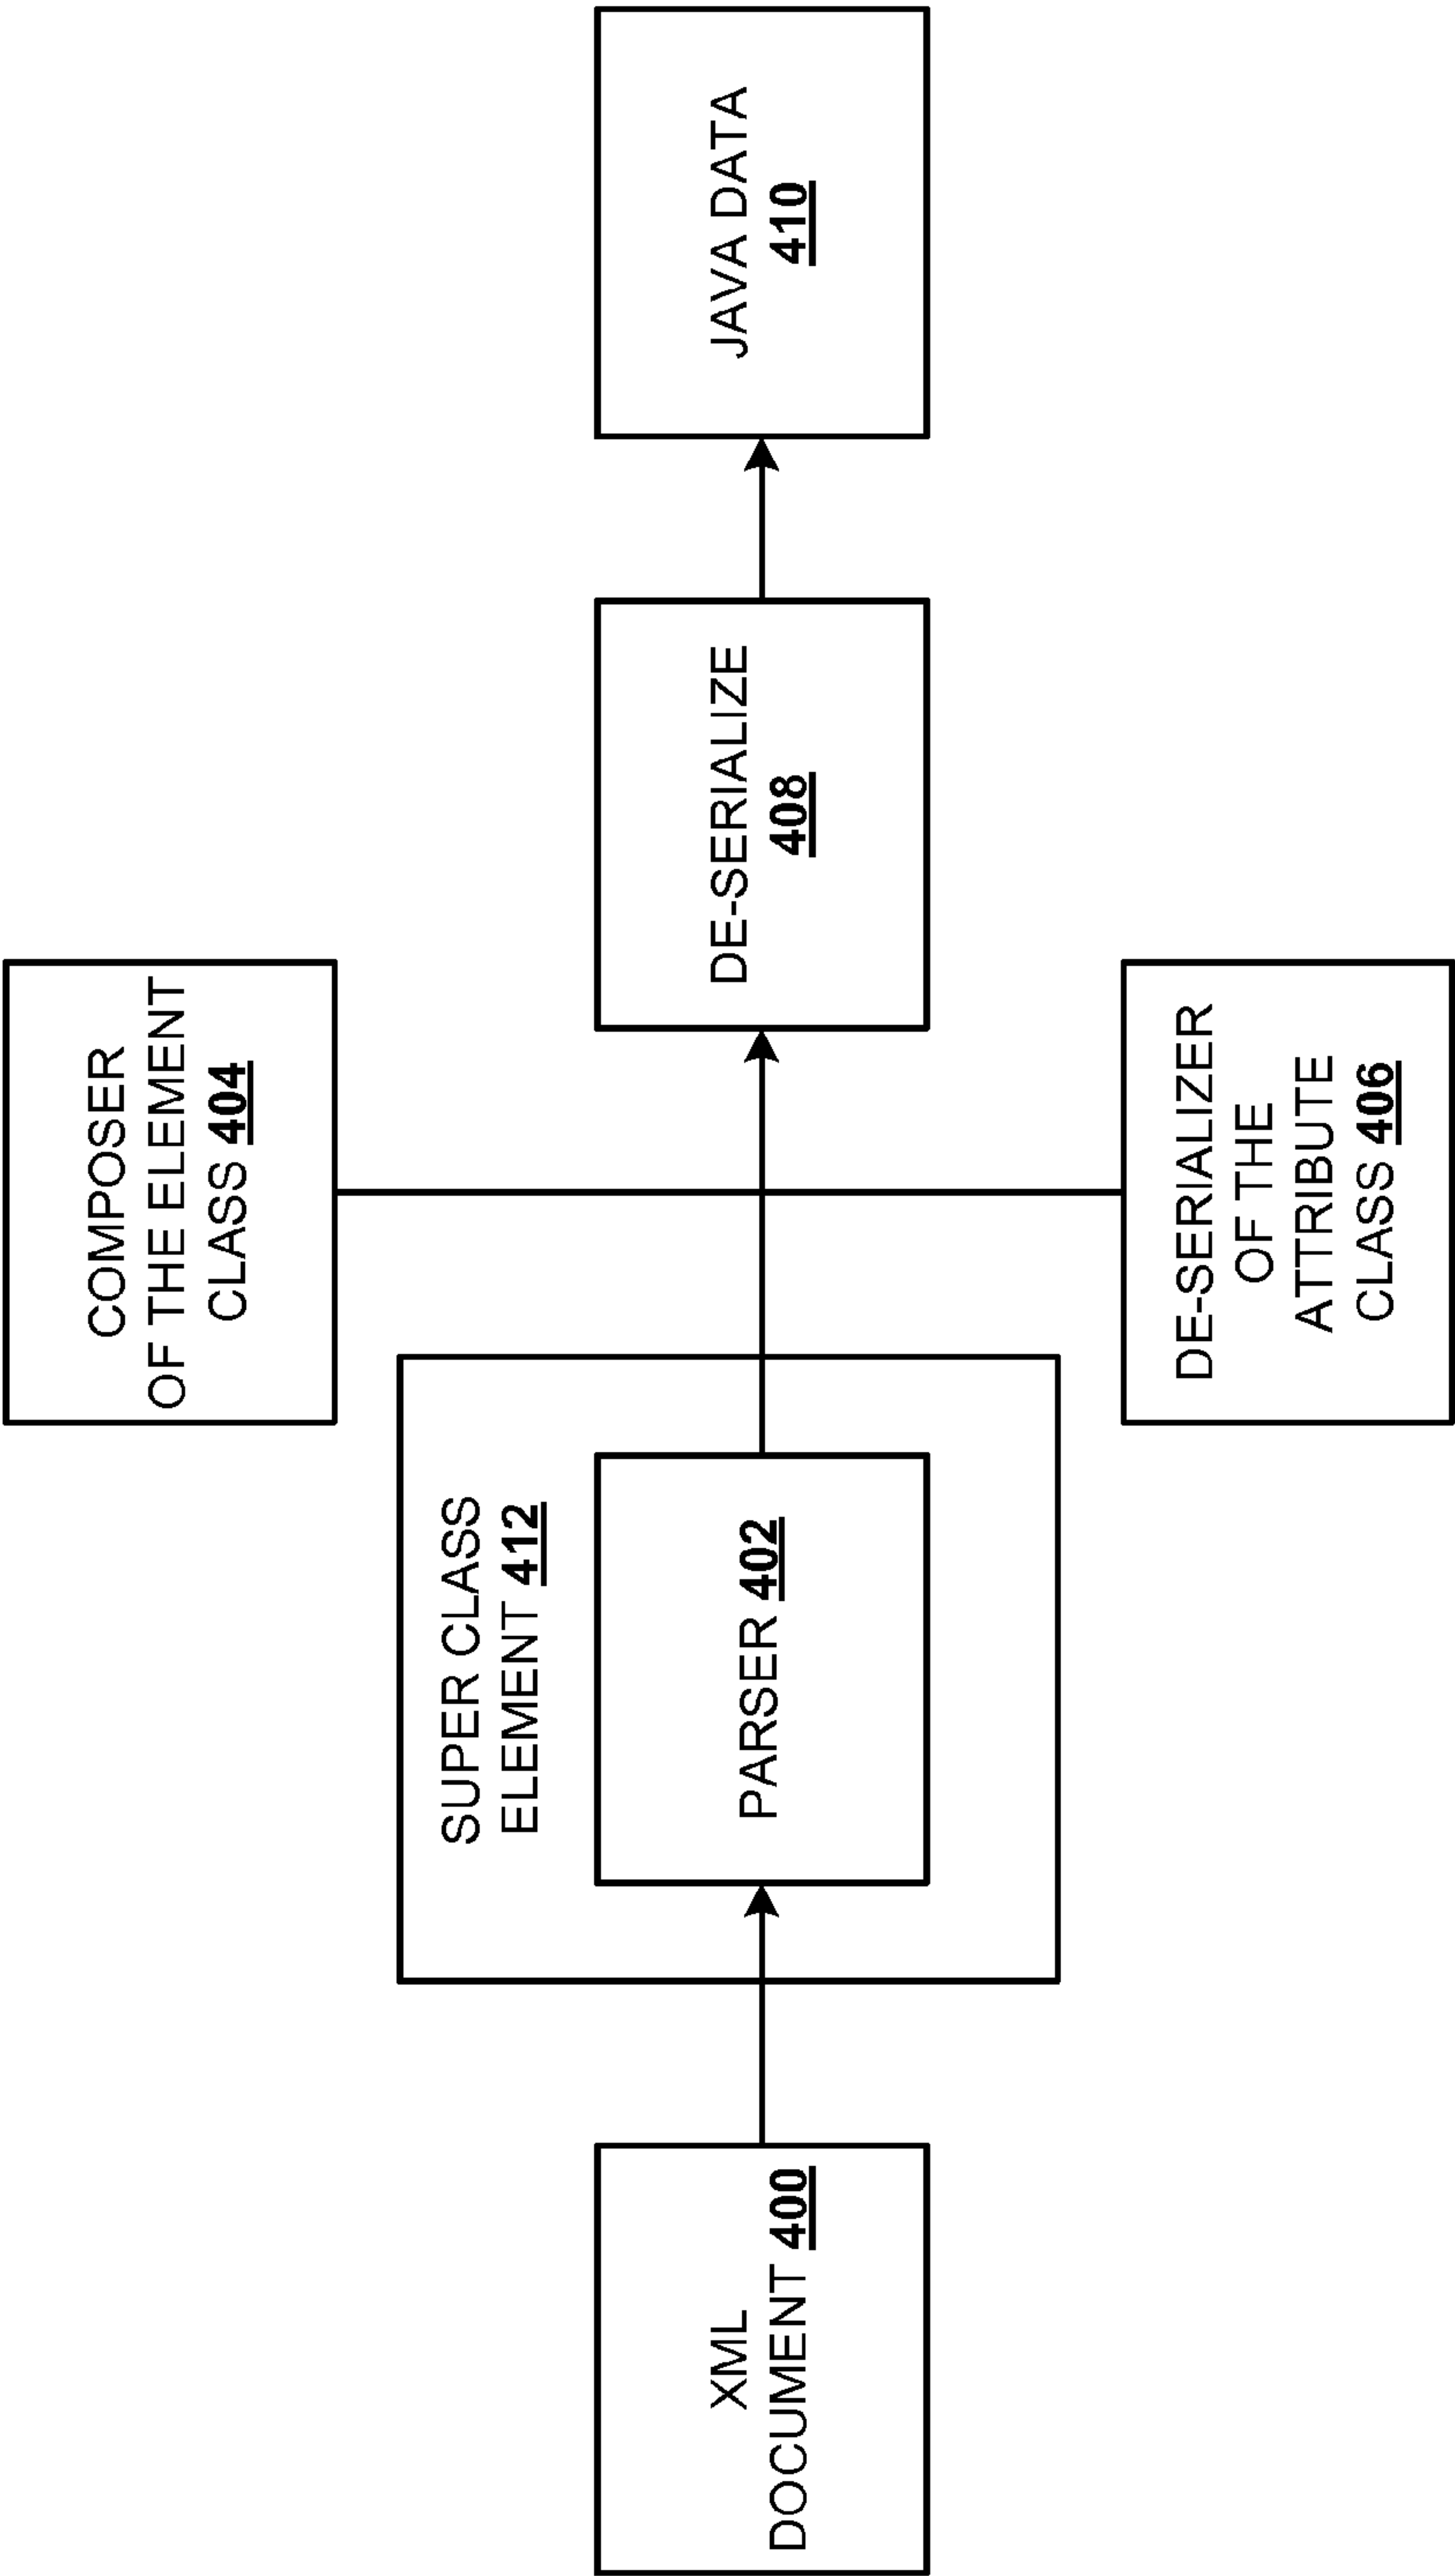 COMPOSER
OF THE ELEMENT
CLASS 404
SUPER CLASS
ELEMENT 412
XML
DOCUMENT 400
PARSER 402
DE-SERIALIZE
408
JAVA DATA
410
DE-SERIALIZER
OF THE
ATTRIBUTE
CLASS 406